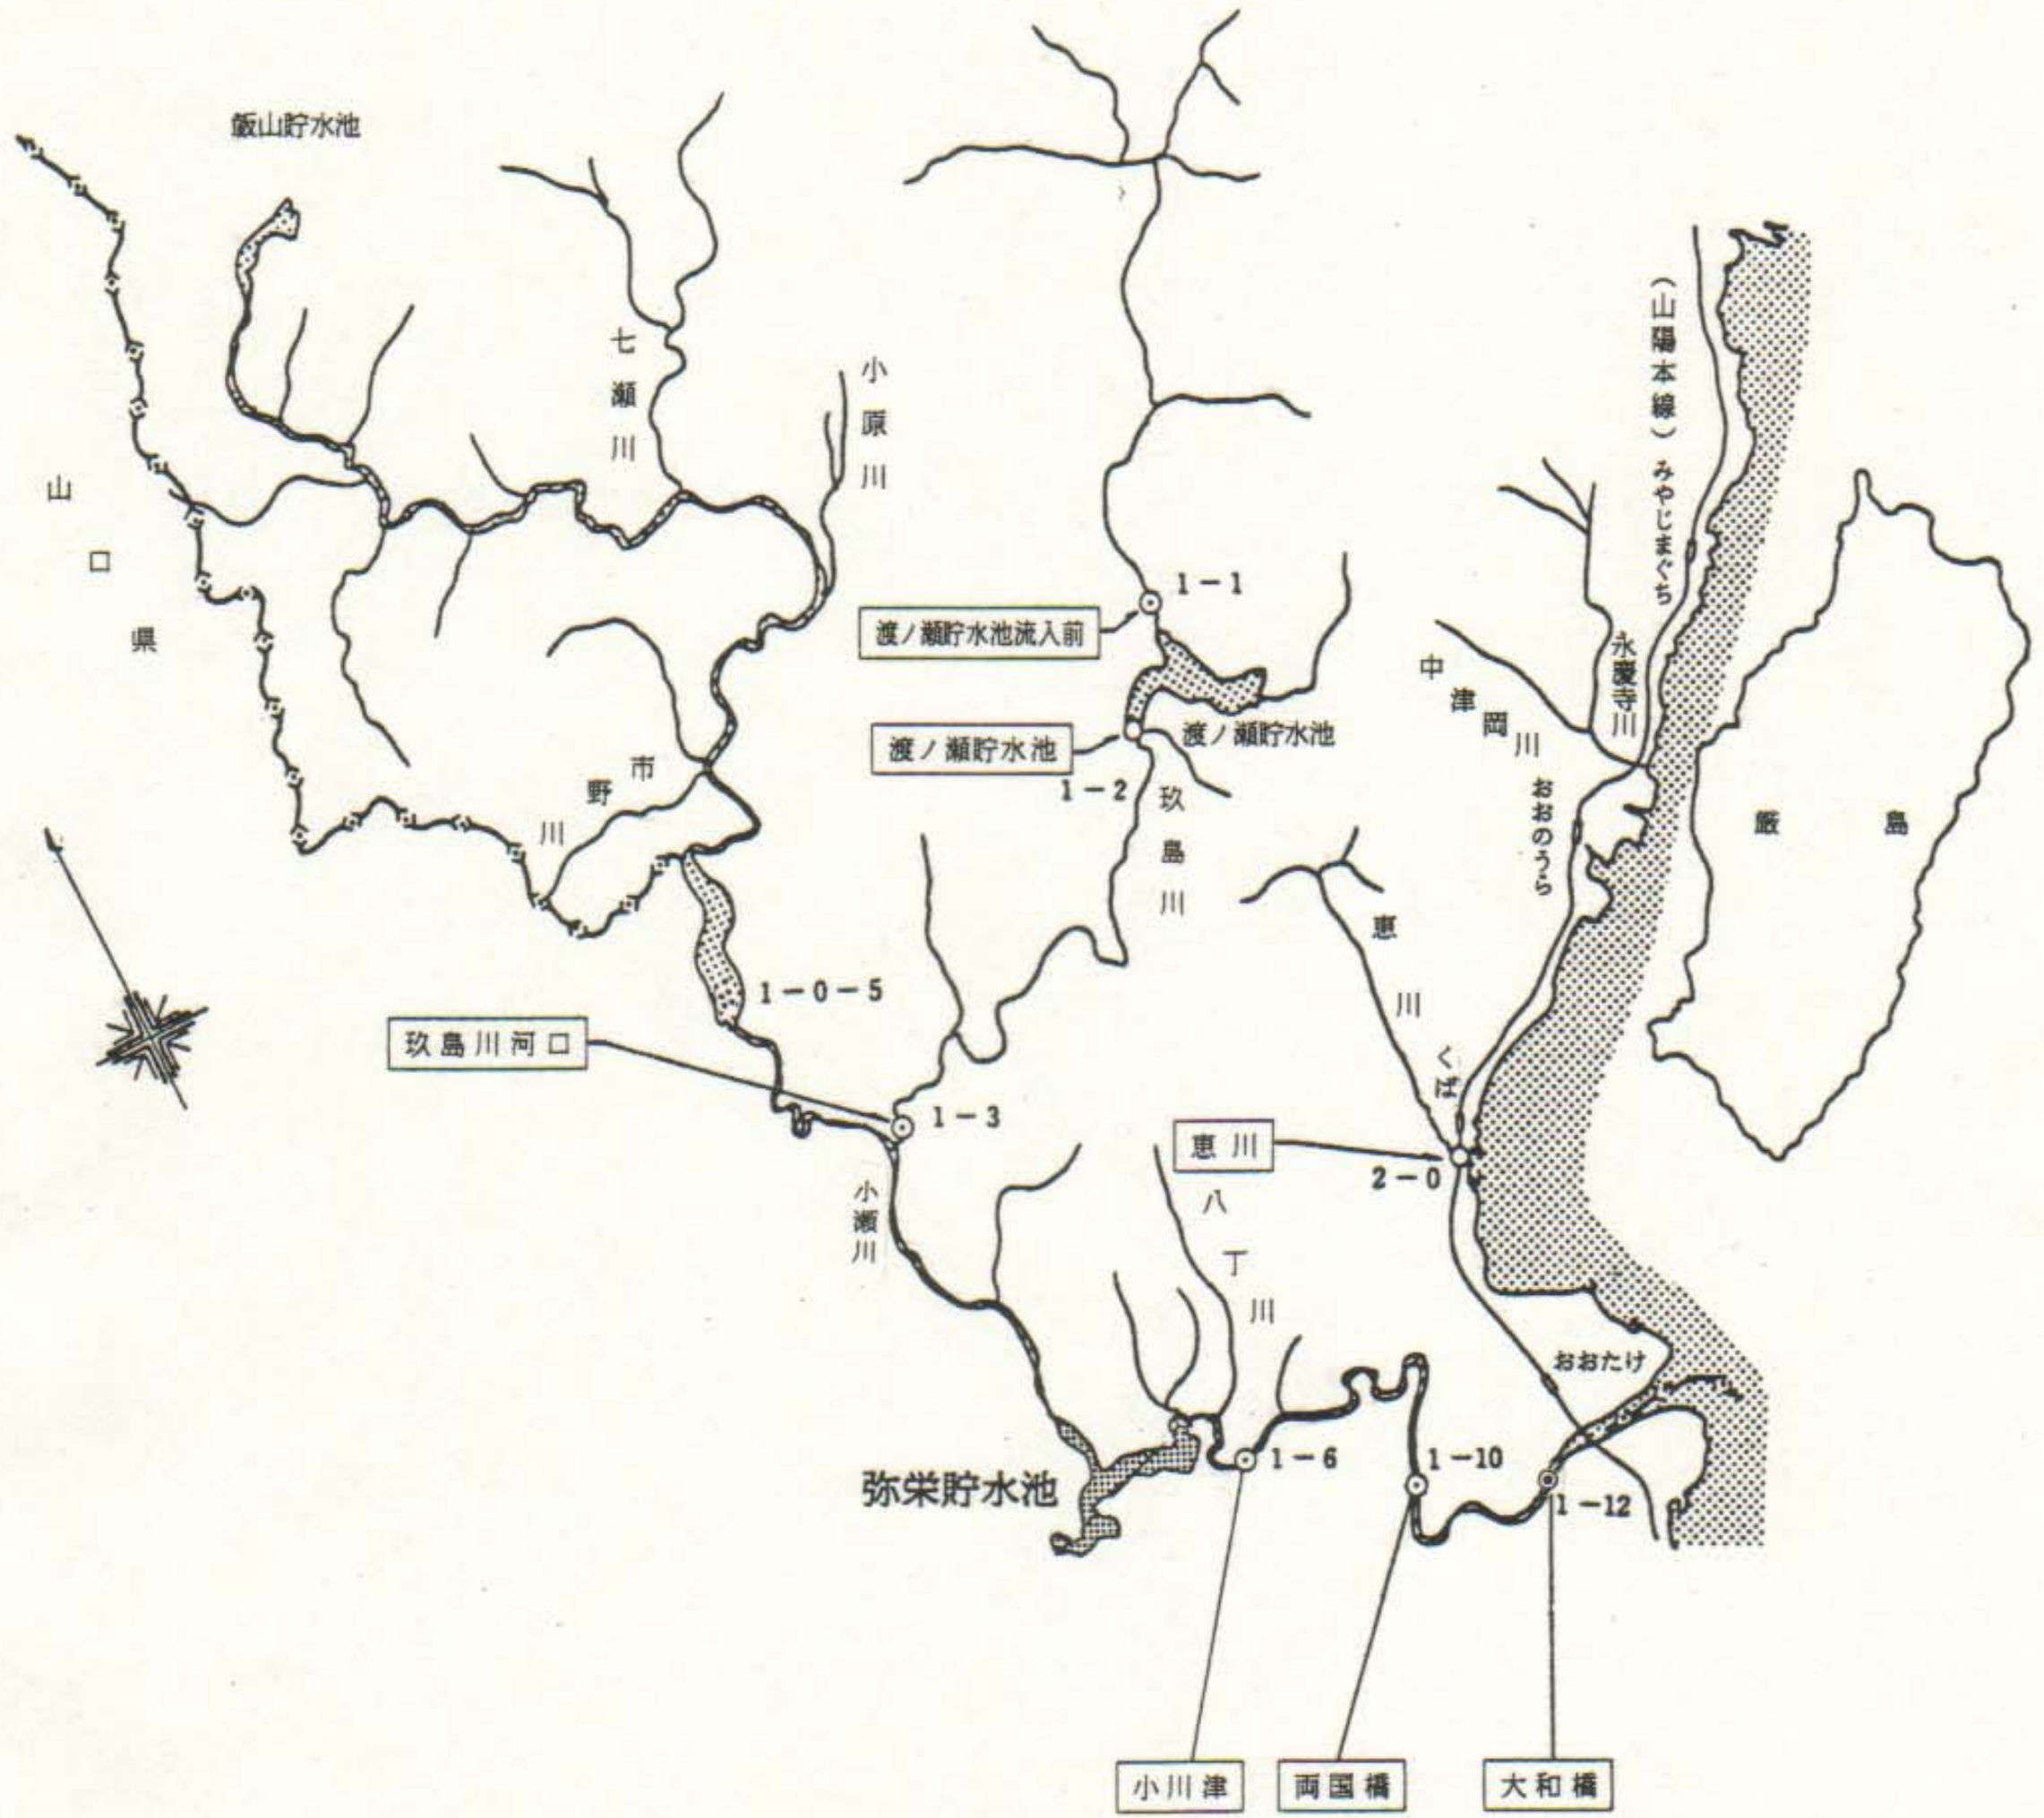 飯山貯水池
七瀬川
小原川
(山陽本線)
みやじまぐち
山口県
1-1
渡ノ瀬貯水池流入前
永慶寺川
中津岡川
渡ノ瀬貯水池
渡ノ瀬貯水池
1-2
玖島川
市野川
おおのうら
厳島
恵川
1-0-5
玖島川河口
くば
1-3
恵川
2-0
小瀬川
八丁川
おおたけ
弥栄貯水池
1-6
1-10
1-12
小川津
両国橋
大和橋